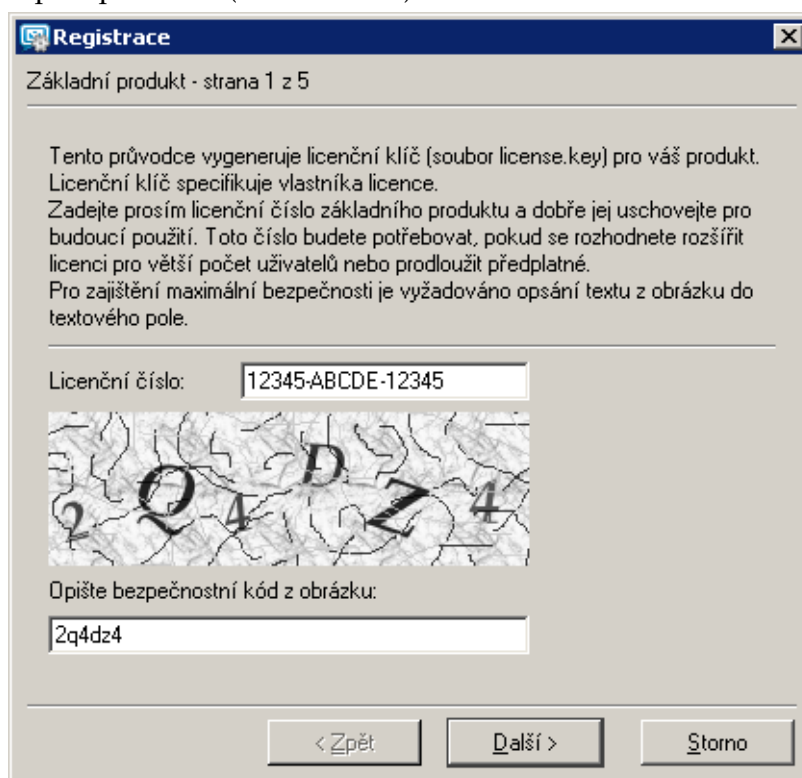 Registrace
Základní produkt - strana 1 z 5
Tento průvodce vygeneruje licenční klíč (soubor license.key) pro váš produkt.
Licenční klíč specifikuje vlastníka licence.
Zadejte prosím licenční číslo základního produktu a dobře jej uschovejte pro
budoucí použití. Toto číslo budete potřebovat, pokud se rozhodnete rozšířit
licenci pro větší počet uživatelů nebo prodloužit předplatné.
Pro zajištění maximální bezpečnosti je vyžadováno opsání textu z obrázku do
textového pole.
Licenční číslo: 12345-ABCDE-12345
2Q4DZ4
Opište bezpečnostní kód z obrázku:
2q4dz4
< Zpět Další > Storno